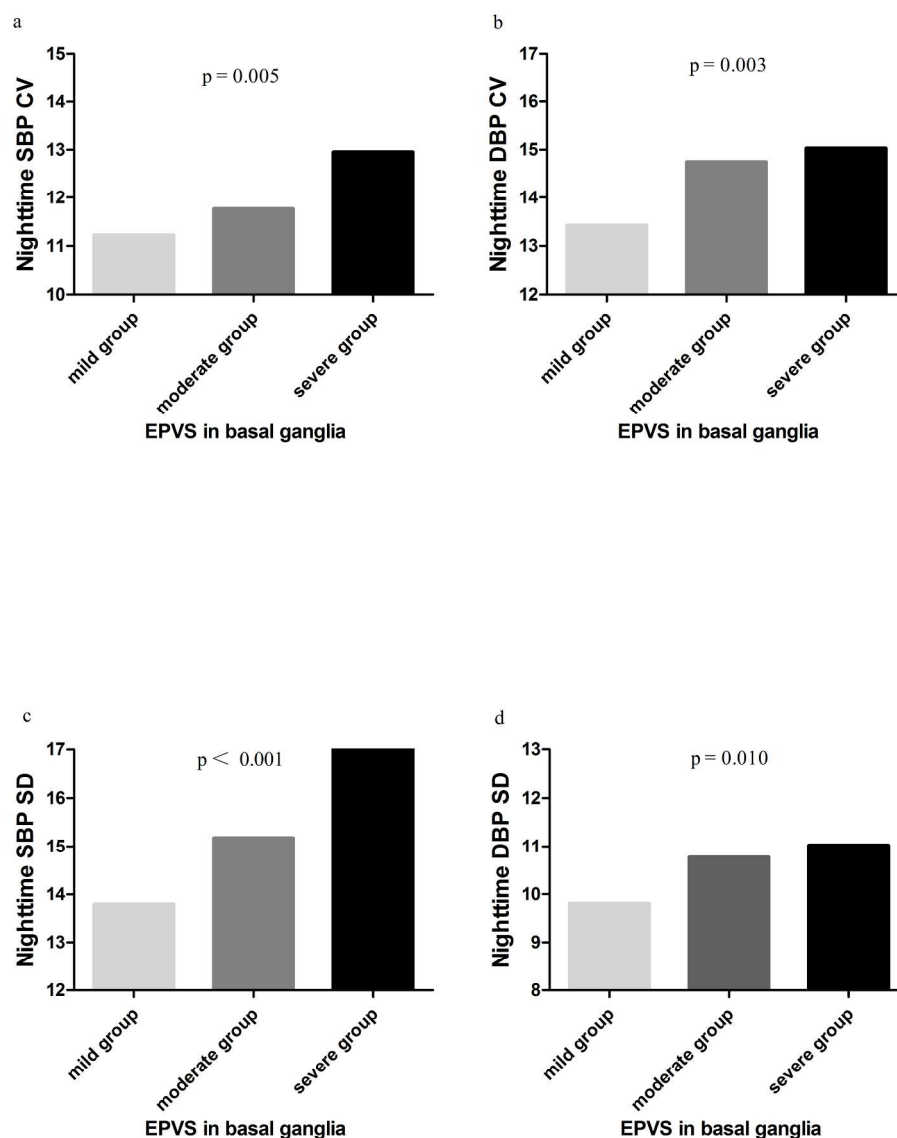 a
p = 0.005
Nighttime SBP CV
15
14
13
12
11
10
mild group
moderate group
severe group
EPVS in basal ganglia
b
p = 0.003
Nighttime DBP CV
17
16
15
14
13
12
mild group
moderate group
severe group
EPVS in basal ganglia
c
p < 0.001
Nighttime SBP SD
17
16
15
14
13
12
mild group
moderate group
severe group
EPVS in basal ganglia
d
p = 0.010
Nighttime DBP SD
13
12
11
10
9
8
mild group
moderate group
severe group
EPVS in basal ganglia